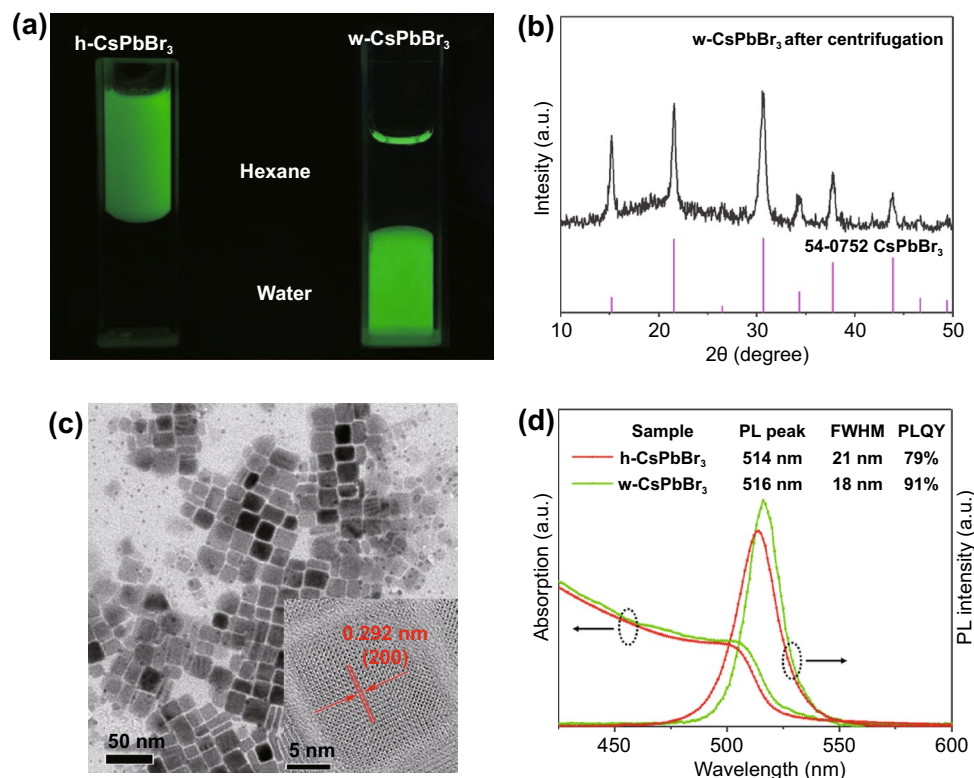 (a)
h-CsPbBr₃
w-CsPbBr₃
Hexane
Water
(b)
w-CsPbBr₃ after centrifugation
Intesity (a.u.)
54-0752 CsPbBr₃
10 20 30 40 50
2θ (degree)
(c)
0.292 nm
(200)
50 nm
5 nm
(d)
Sample PL peak FWHM PLQY
h-CsPbBr₃ 514 nm 21 nm 79%
w-CsPbBr₃ 516 nm 18 nm 91%
Absorption (a.u.)
PL intensity (a.u.)
450 500 550 600
Wavelength (nm)